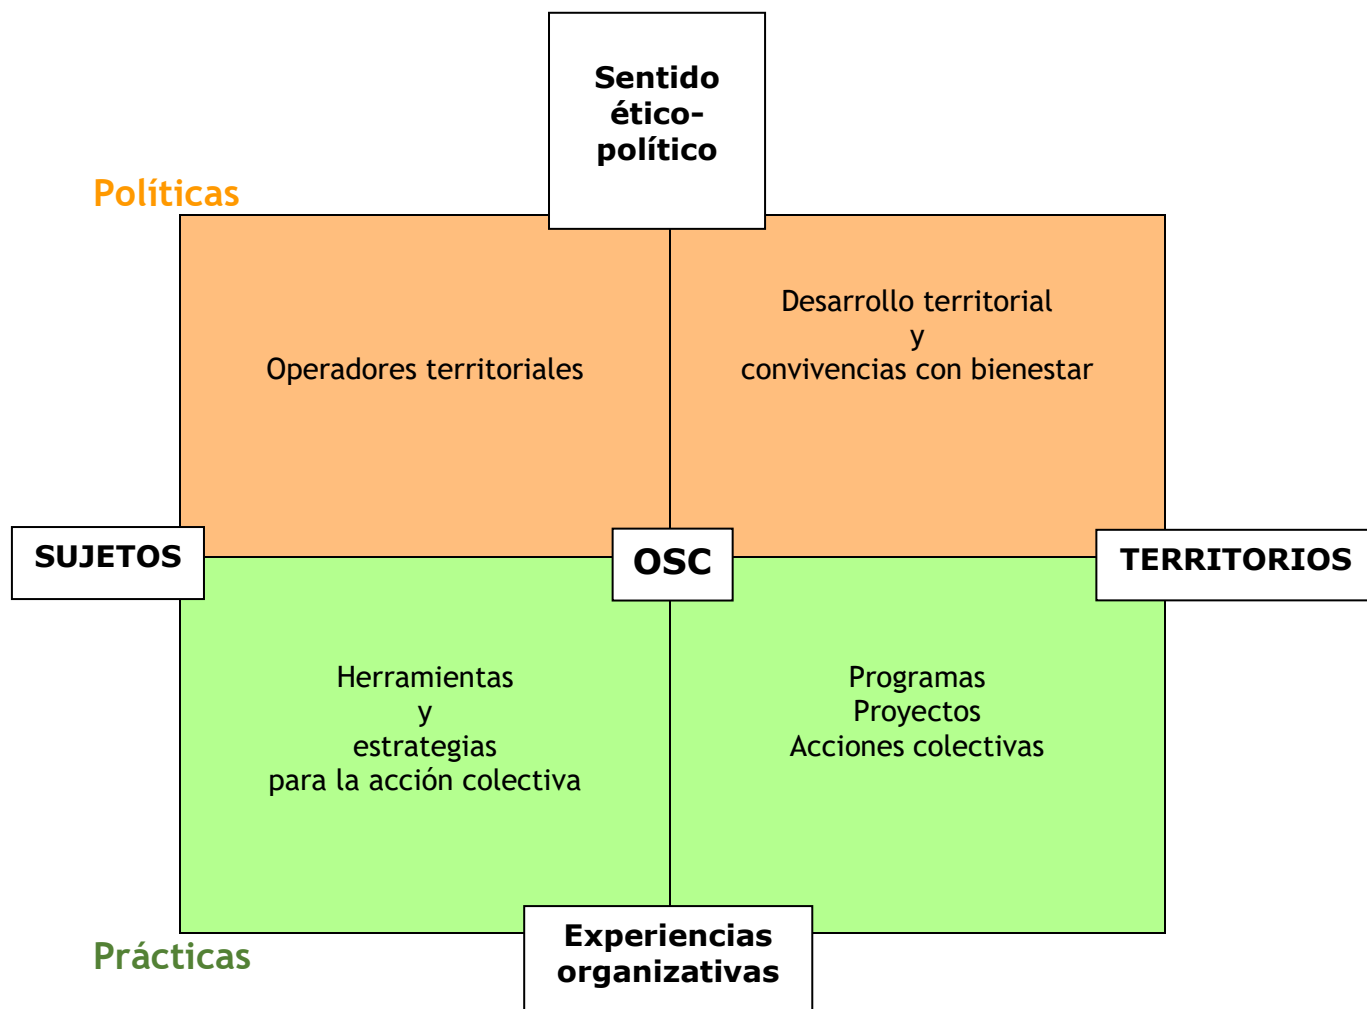 Sentido
ético-
político
Políticas
Operadores territoriales
Desarrollo territorial
y
convivencias con bienestar
SUJETOS
OSC
TERRITORIOS
Herramientas
y
estrategias
para la acción colectiva
Programas
Proyectos
Acciones colectivas
Prácticas
Experiencias
organizativas